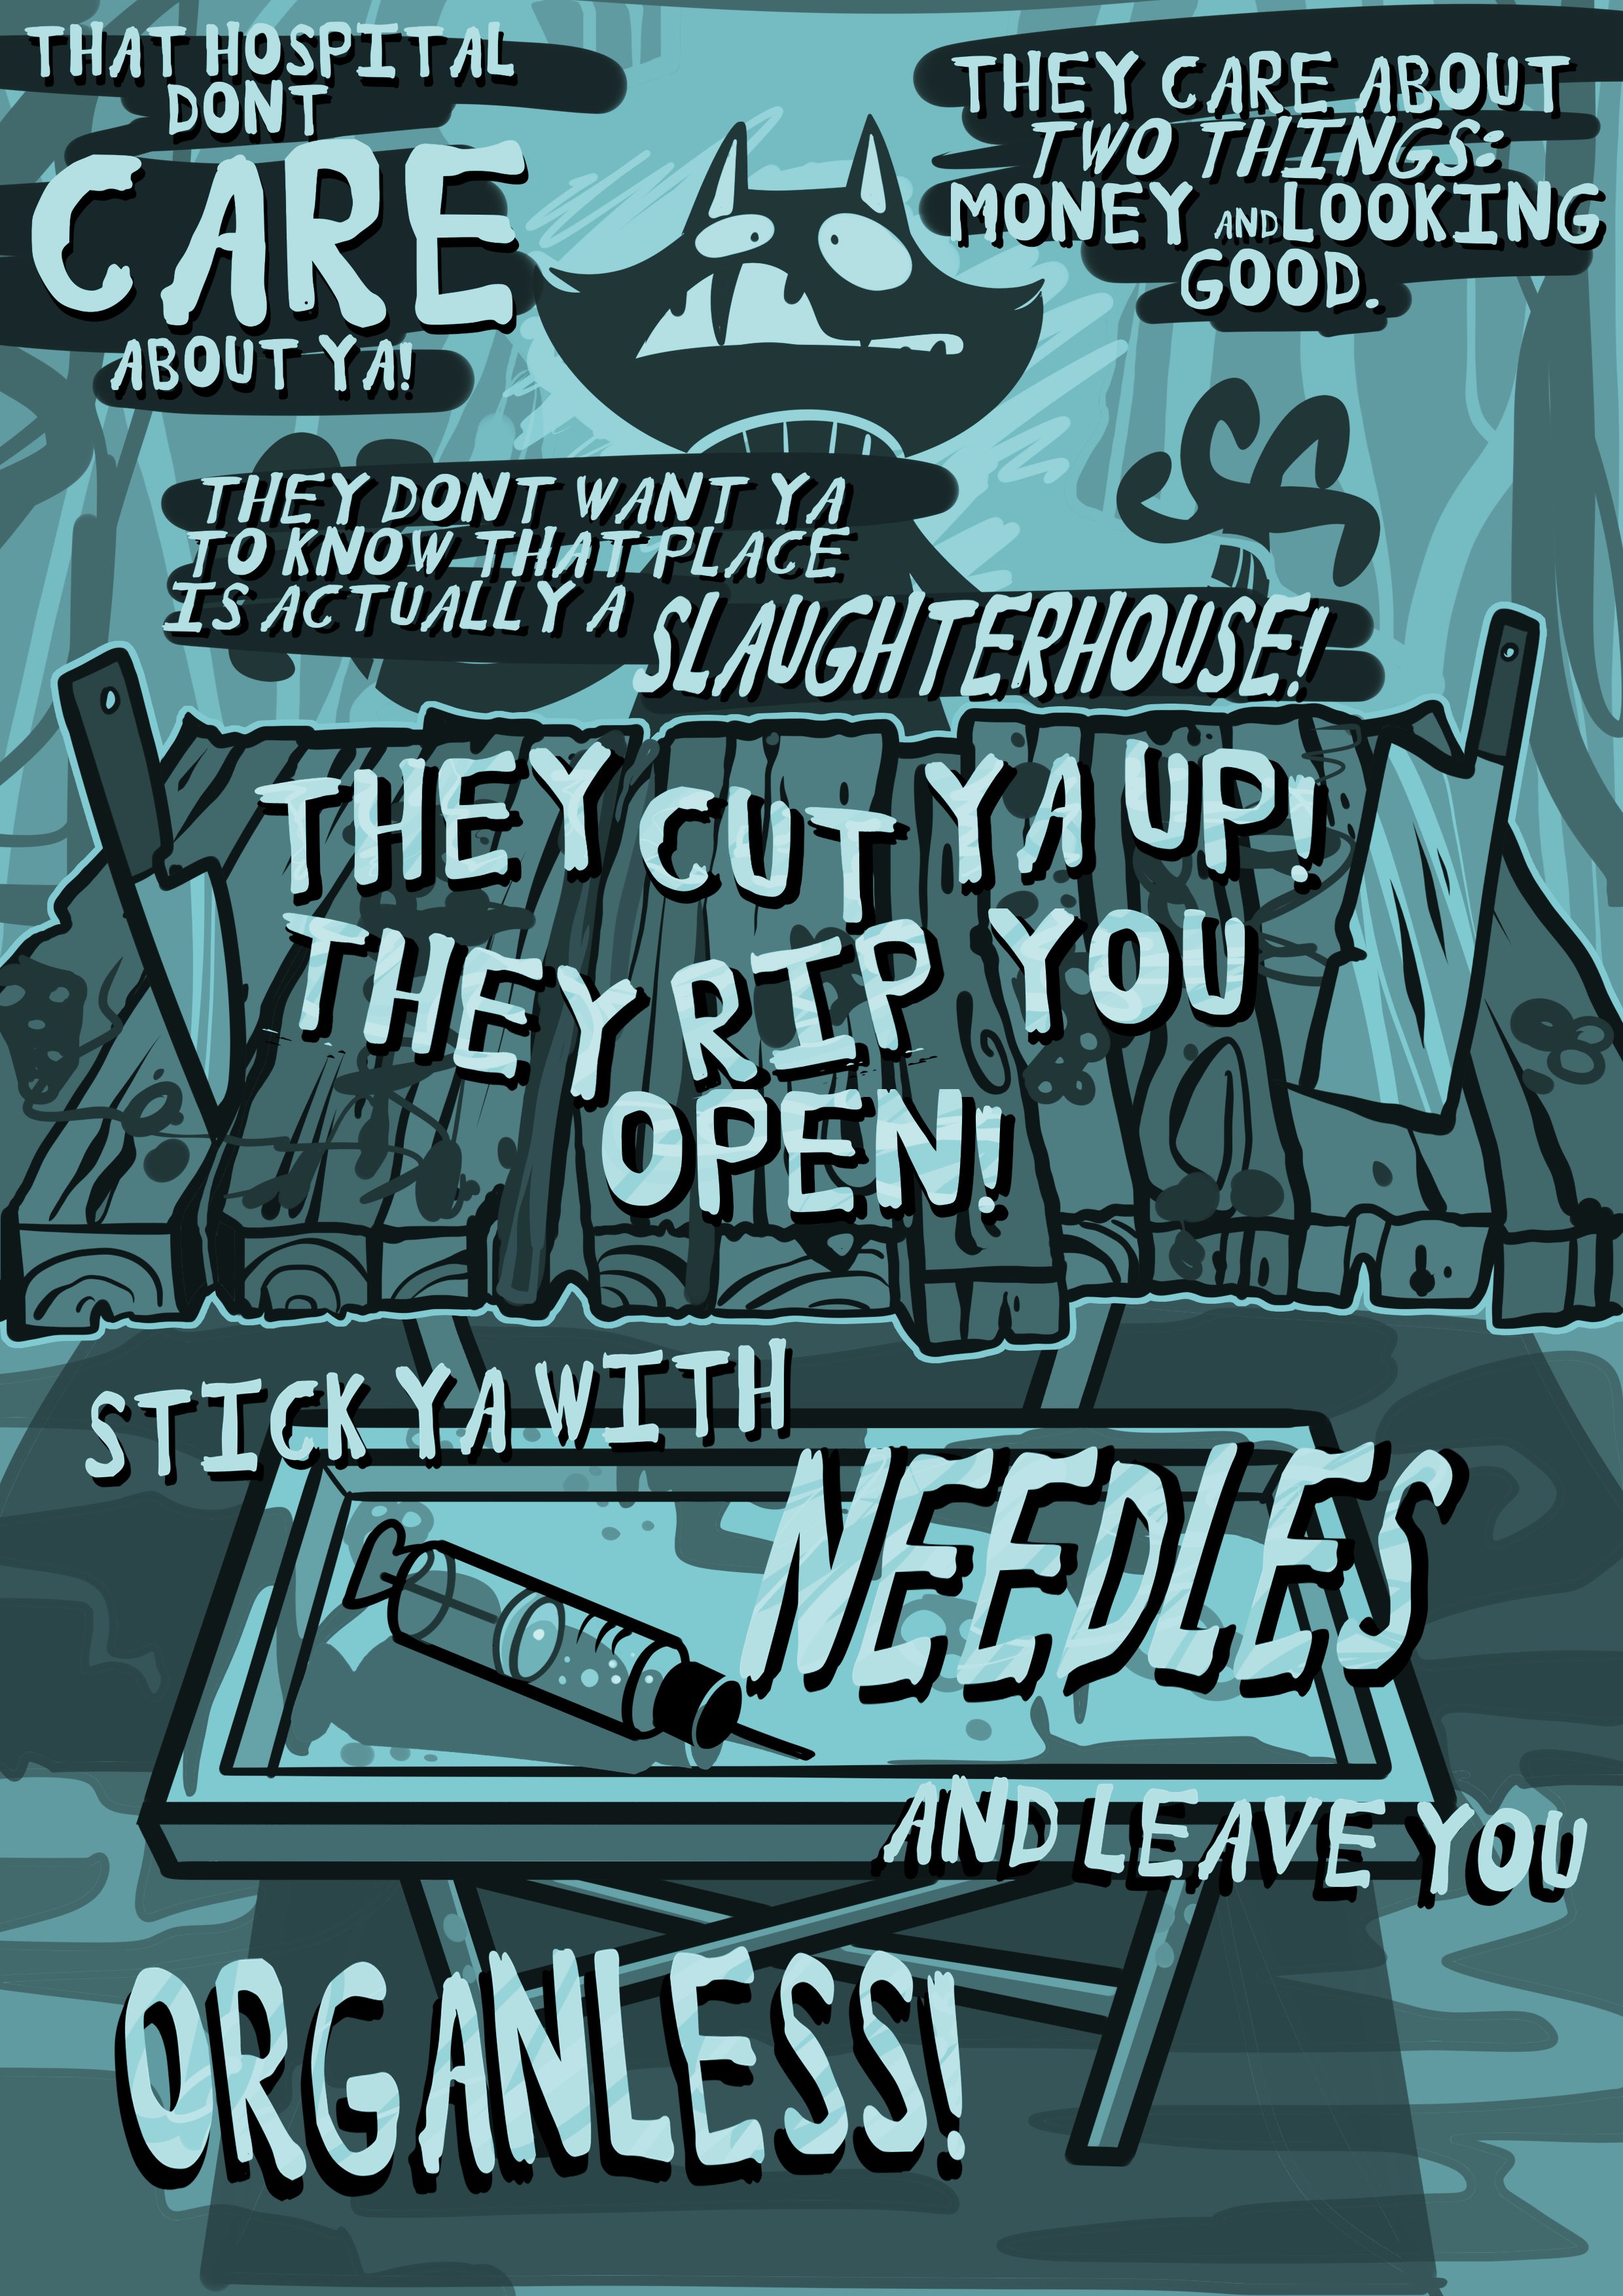 THAT HOSPITAL
DONT
CARE
ABOUT YA!
THEY CARE ABOUT
TWO THINGS:
MONEY AND LOOKING
GOOD.
THEY DONT WANT YA
TO KNOW THAT PLACE
IS ACTUALLY A SLAUGHTERHOUSE!
THEY CUT YA UP!
THEY RIP YOU
OPEN!
STICK YA WITH
NEEDLES
AND LEAVE YOU
ORGANLESS!